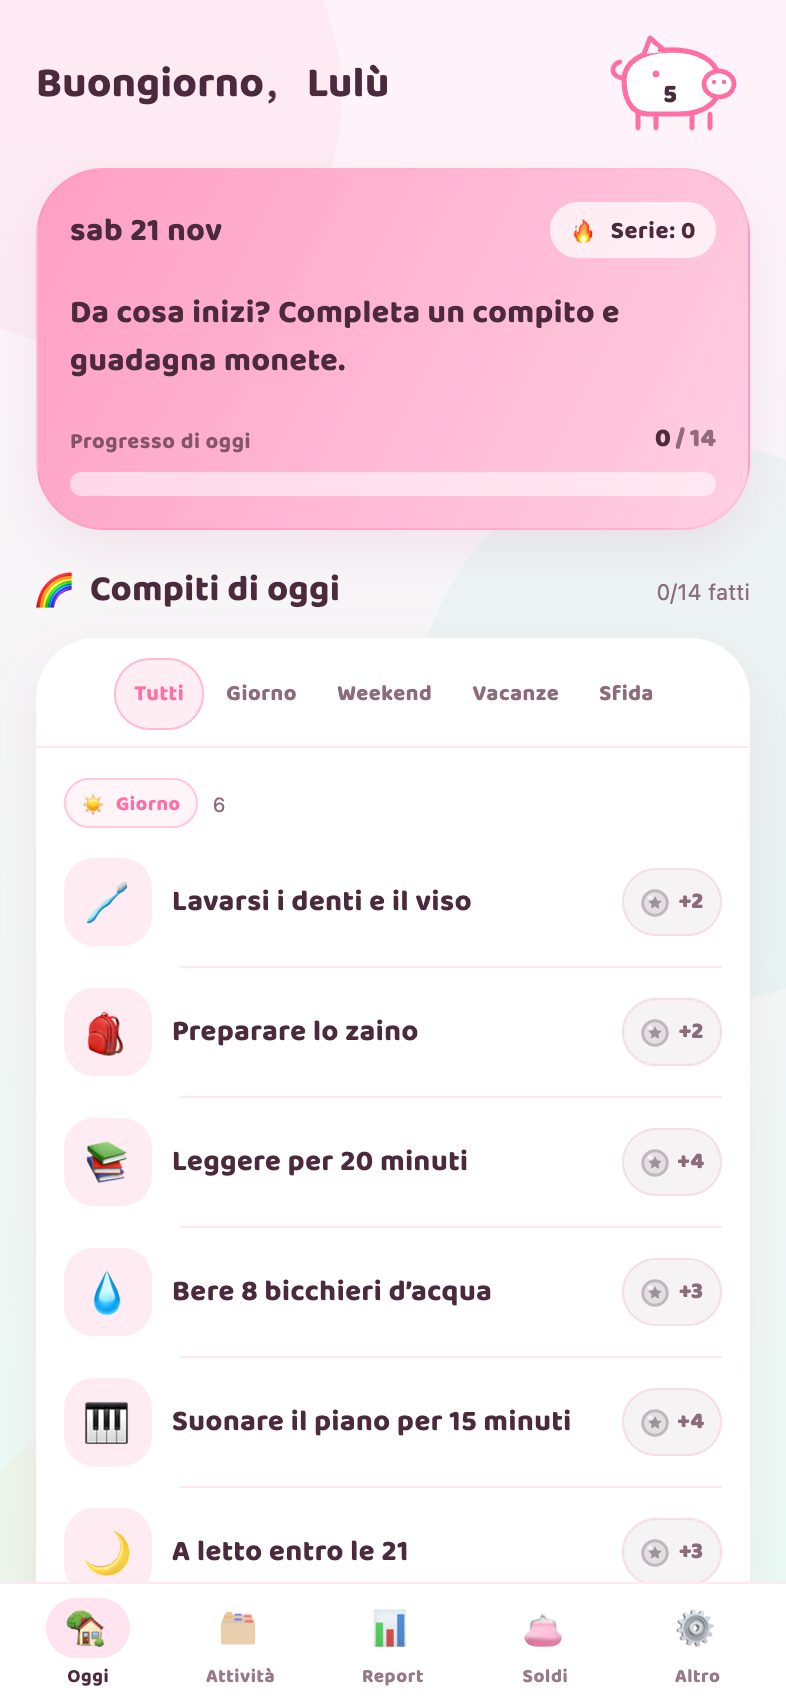 Buongiorno, Lulù
5
sab 21 nov
Serie: 0
Da cosa inizi? Completa un compito e
guadagna monete.
Progresso di oggi
0 / 14
Compiti di oggi
0/14 fatti
Tutti
Giorno
Weekend
Vacanze
Sfida
Giorno
6
Lavarsi i denti e il viso
+2
Preparare lo zaino
+2
Leggere per 20 minuti
+4
Bere 8 bicchieri d’acqua
+3
Suonare il piano per 15 minuti
+4
A letto entro le 21
+3
Oggi
Attività
Report
Soldi
Altro